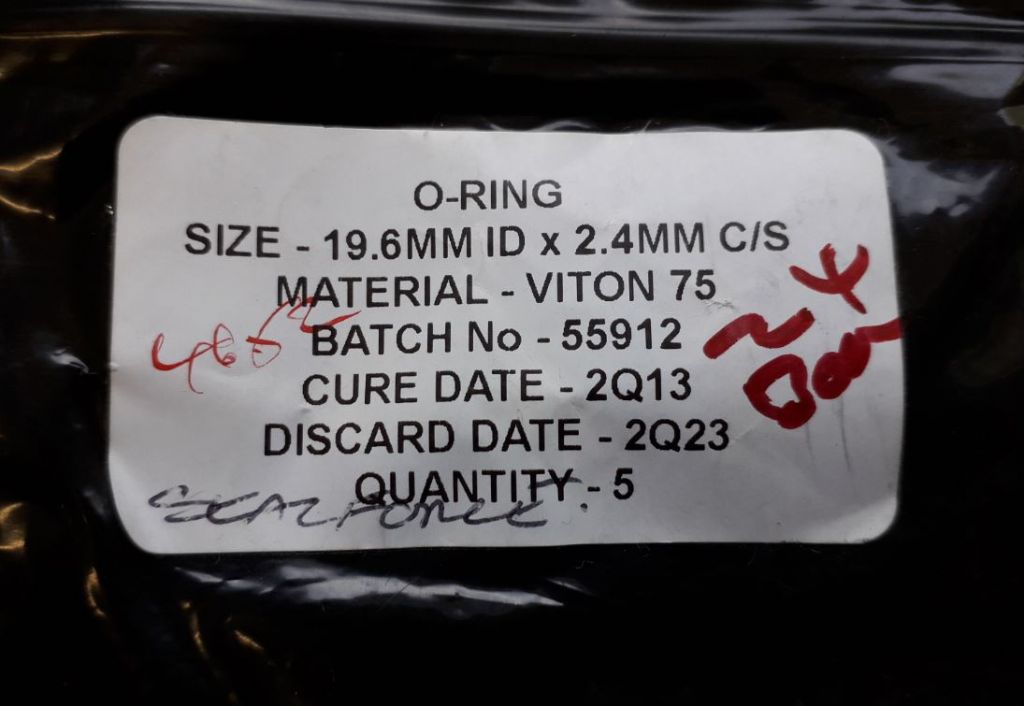 O-RING
SIZE - 19.6MM ID x 2.4MM C/S
MATERIAL - VITON 75
BATCH No - 55912
CURE DATE - 2Q13
DISCARD DATE - 2Q23
QUANTITY - 5
SEALFORCE